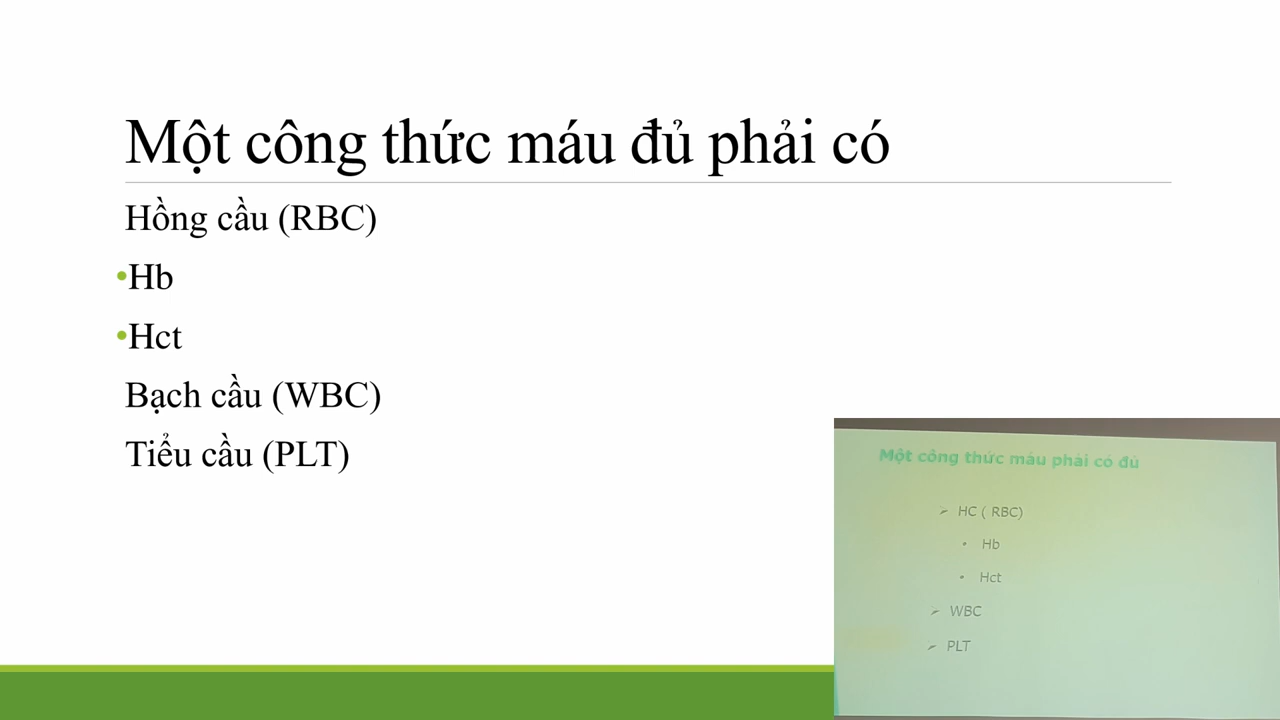 Một công thức máu đủ phải có
Hồng cầu (RBC)
•Hb
•Hct
Bạch cầu (WBC)
Tiểu cầu (PLT)
Một công thức máu phải có đủ
➢ HC ( RBC)
• Hb
• Hct
➢ WBC
➢ PLT